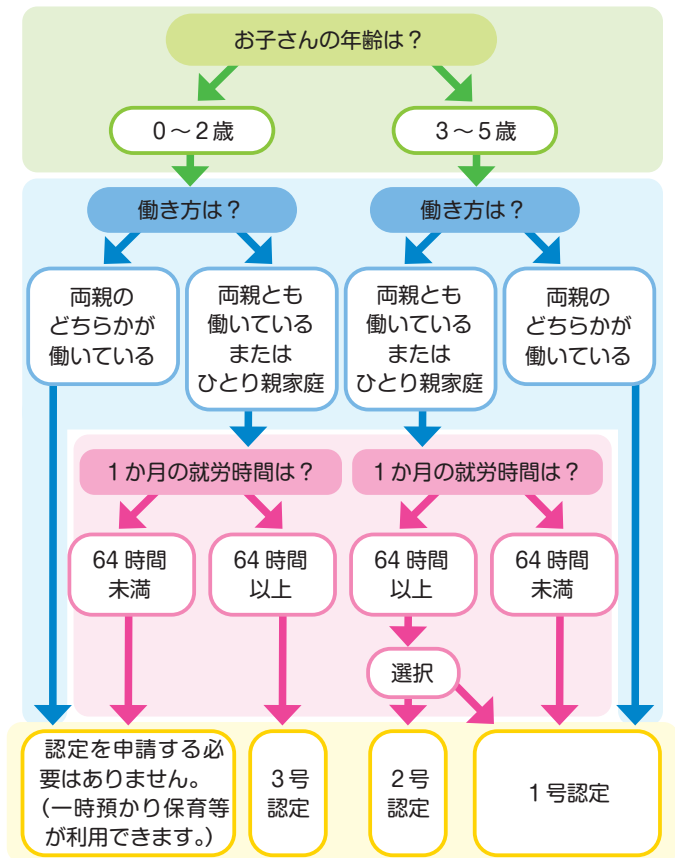 お子さんの年齢は？
０～２歳
３～５歳
働き方は？
働き方は？
両親の
どちらかが
働いている
両親とも
働いている
または
ひとり親家庭
両親とも
働いている
または
ひとり親家庭
両親の
どちらかが
働いている
１か月の就労時間は？
１か月の就労時間は？
64 時間
未満
64 時間
以上
64 時間
以上
64 時間
未満
選択
認定を申請する必
要はありません。
（一時預かり保育等
が利用できます。）
３号
認定
２号
認定
１号認定